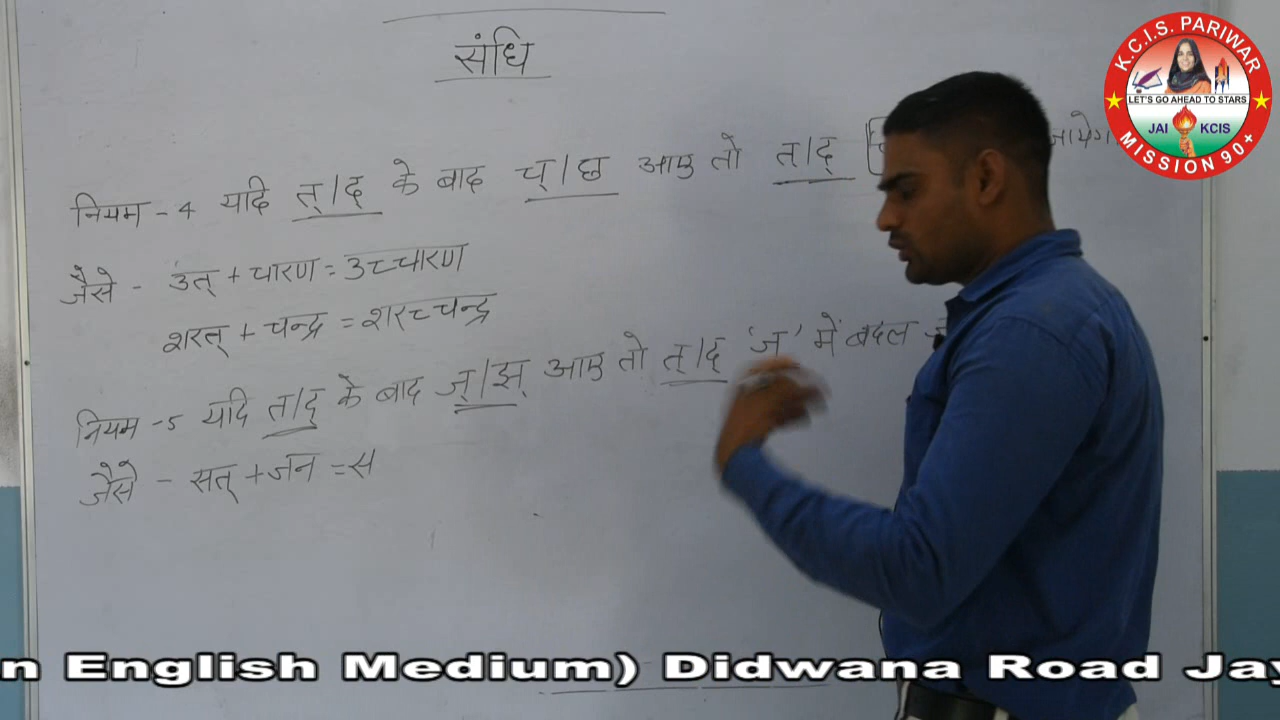 संधि
नियम - 4 यदि त्/द् के बाद च्/छ आए तो त/द्
जैसे - उत् + चारण = उच्चारण
शरत् + चन्द्र = शरच्चन्द्र
नियम - 5 यदि त/द् के बाद ज्/झ् आए तो त्/द् 'ज' में बदल
जैसे - सत् + जन = स
K.C.I.S. PARIWAR
LET'S GO AHEAD TO STARS
JAI KCIS
MISSION 90+
n English Medium) Didwana Road Jay